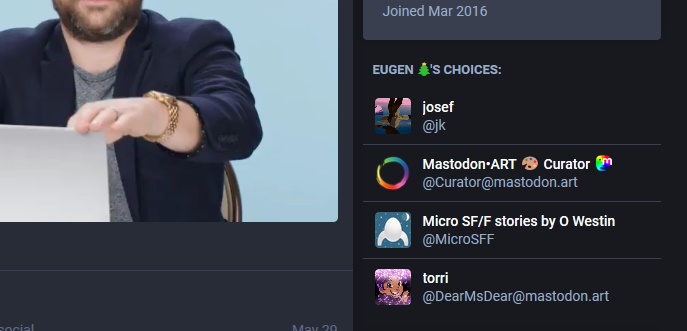 Joined Mar 2016
EUGEN 🎄'S CHOICES:
josef
@jk
Mastodon•ART 🎨 Curator
@Curator@mastodon.art
Micro SF/F stories by O Westin
@MicroSFF
torri
@DearMsDear@mastodon.art
social
May 29